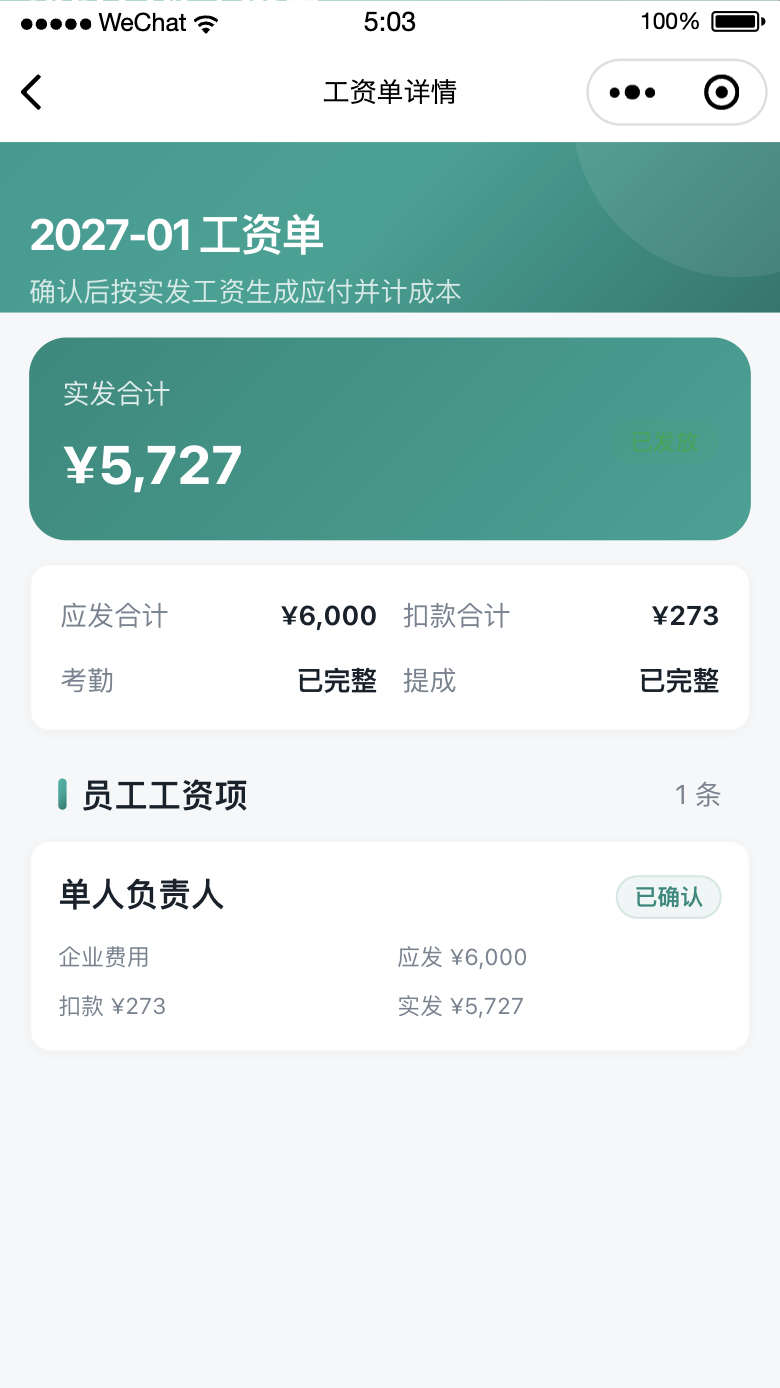 WeChat 5:03 100%
工资单详情
2027-01 工资单
确认后按实发工资生成应付并计成本
实发合计
¥5,727
已发放
应发合计 ¥6,000 扣款合计 ¥273
考勤 已完整 提成 已完整
员工工资项 1 条
单人负责人 已确认
企业费用 应发 ¥6,000
扣款 ¥273 实发 ¥5,727